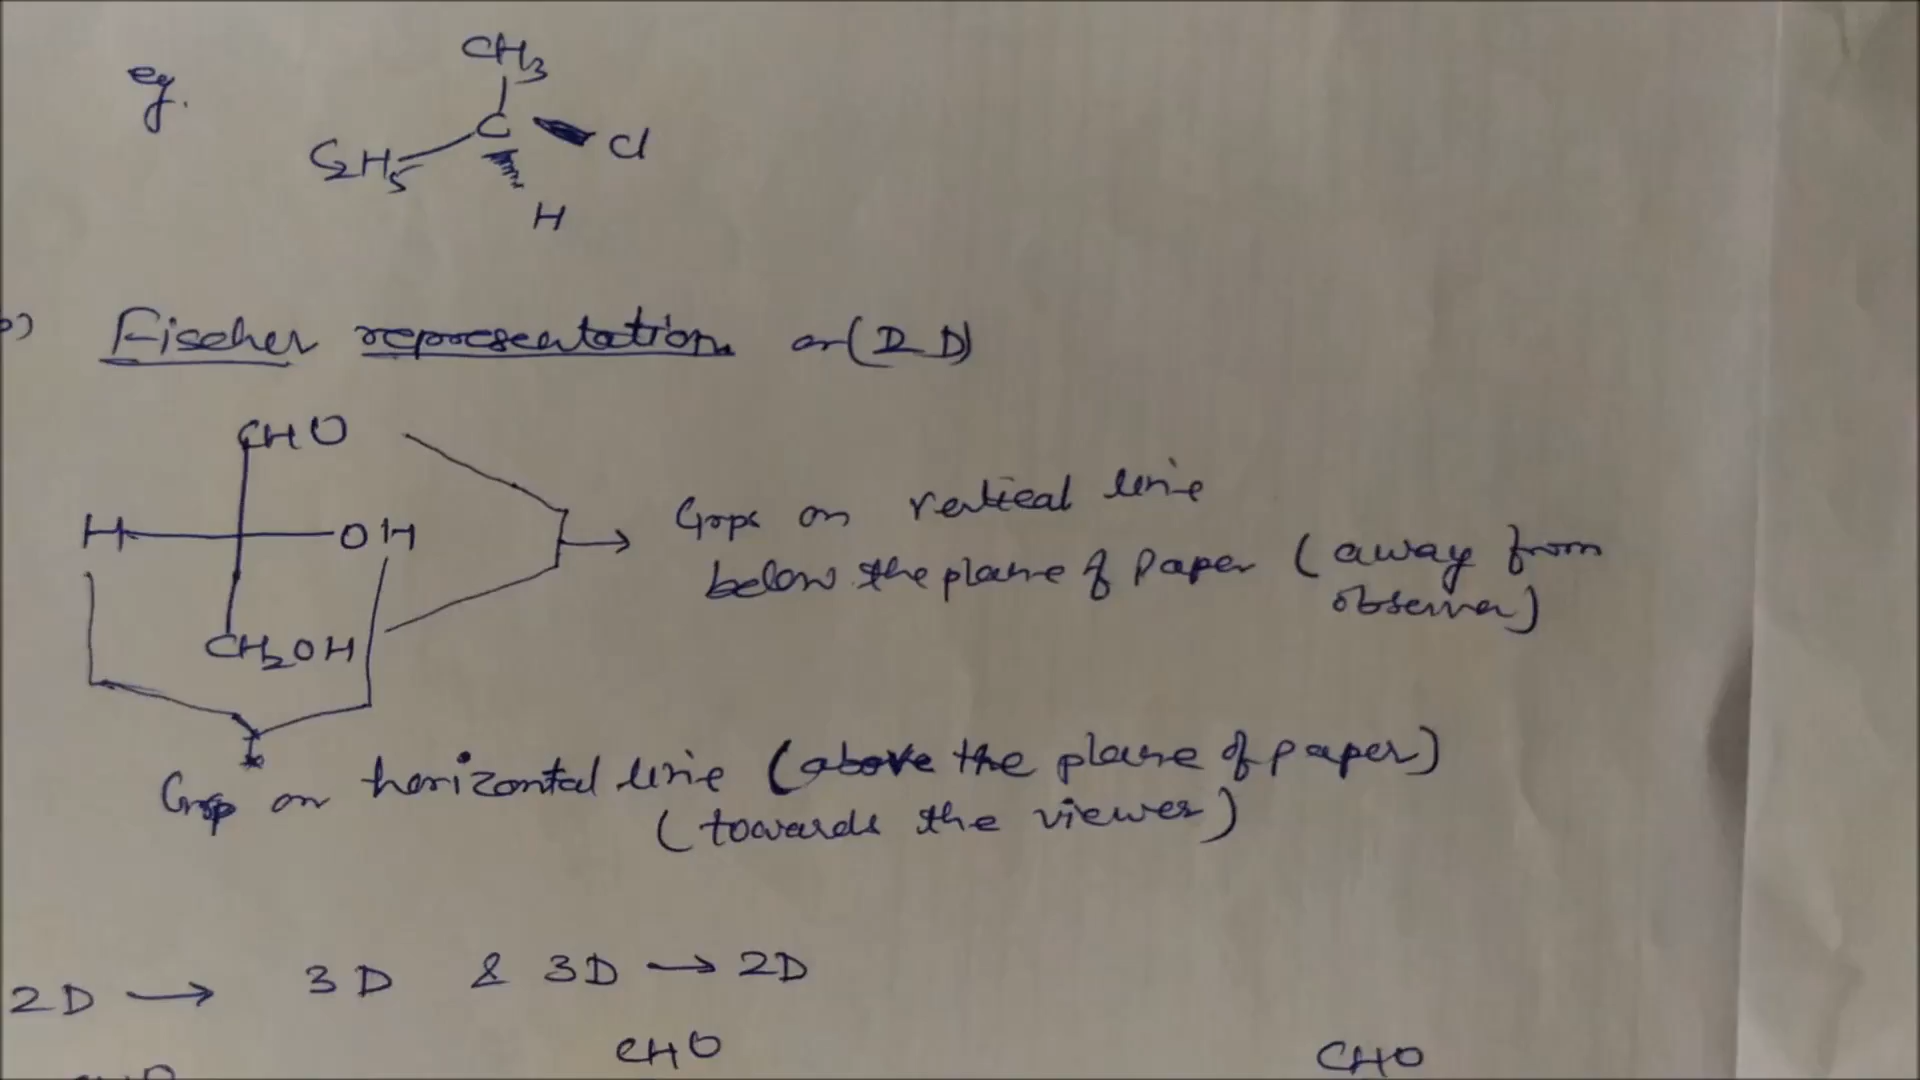 eg.
CH3
C
C2H5
Cl
H
b) Fischer representation or (2D)
CHO
H
OH
CH2OH
Grps on vertical line
below the plane of Paper (away from
observer)
Grp on horizontal line (above the plane of paper)
(towards the viewer)
2D → 3D & 3D → 2D
CHO
CHO